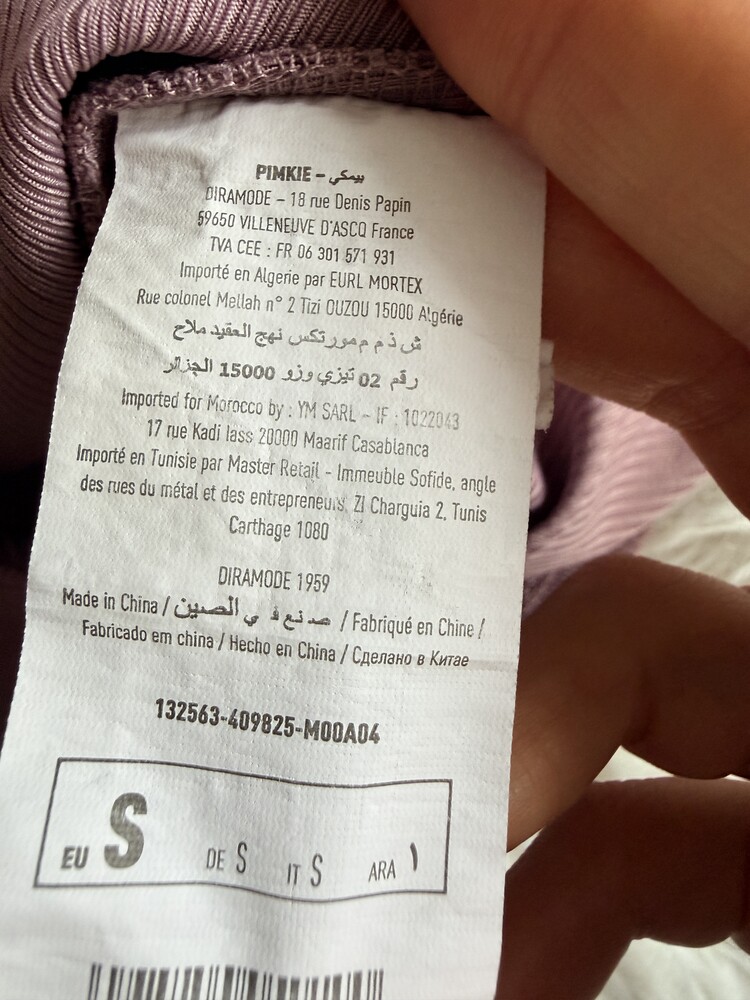 PIMKIE – بيمكي
DIRAMODE – 18 rue Denis Papin
59650 VILLENEUVE D'ASCQ France
TVA CEE : FR 06 301 571 931
Importé en Algerie par EURL MORTEX
Rue colonel Mellah n° 2 Tizi OUZOU 15000 Algérie
ش ذ م م مورتكس نهج العقيد ملاح
رقم 02 تيزي وزو 15000 الجزائر
Imported for Morocco by : YM SARL – IF : 1022043
17 rue Kadi Iass 20000 Maarif Casablanca
Importé en Tunisie par Master Retail - Immeuble Sofide, angle
des rues du métal et des entrepreneurs, ZI Charguia 2, Tunis
Carthage 1080
DIRAMODE 1959
Made in China / صنع في الصين / Fabriqué en Chine /
Fabricado em china / Hecho en China / Сделано в Китае
132563-409825-M00A04
EU S DE S IT S ARA ١